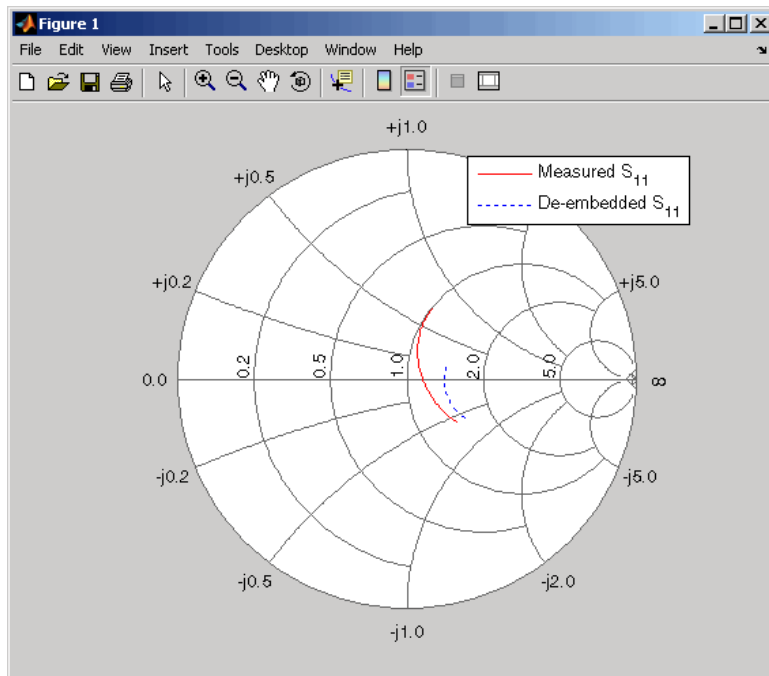 Figure 1
File Edit View Insert Tools Desktop Window Help
+j1.0
Measured S11
De-embedded S11
+j0.5
+j0.2
+j5.0
0.0
0.2
0.5
1.0
2.0
5.0
∞
-j0.2
-j5.0
-j0.5
-j2.0
-j1.0